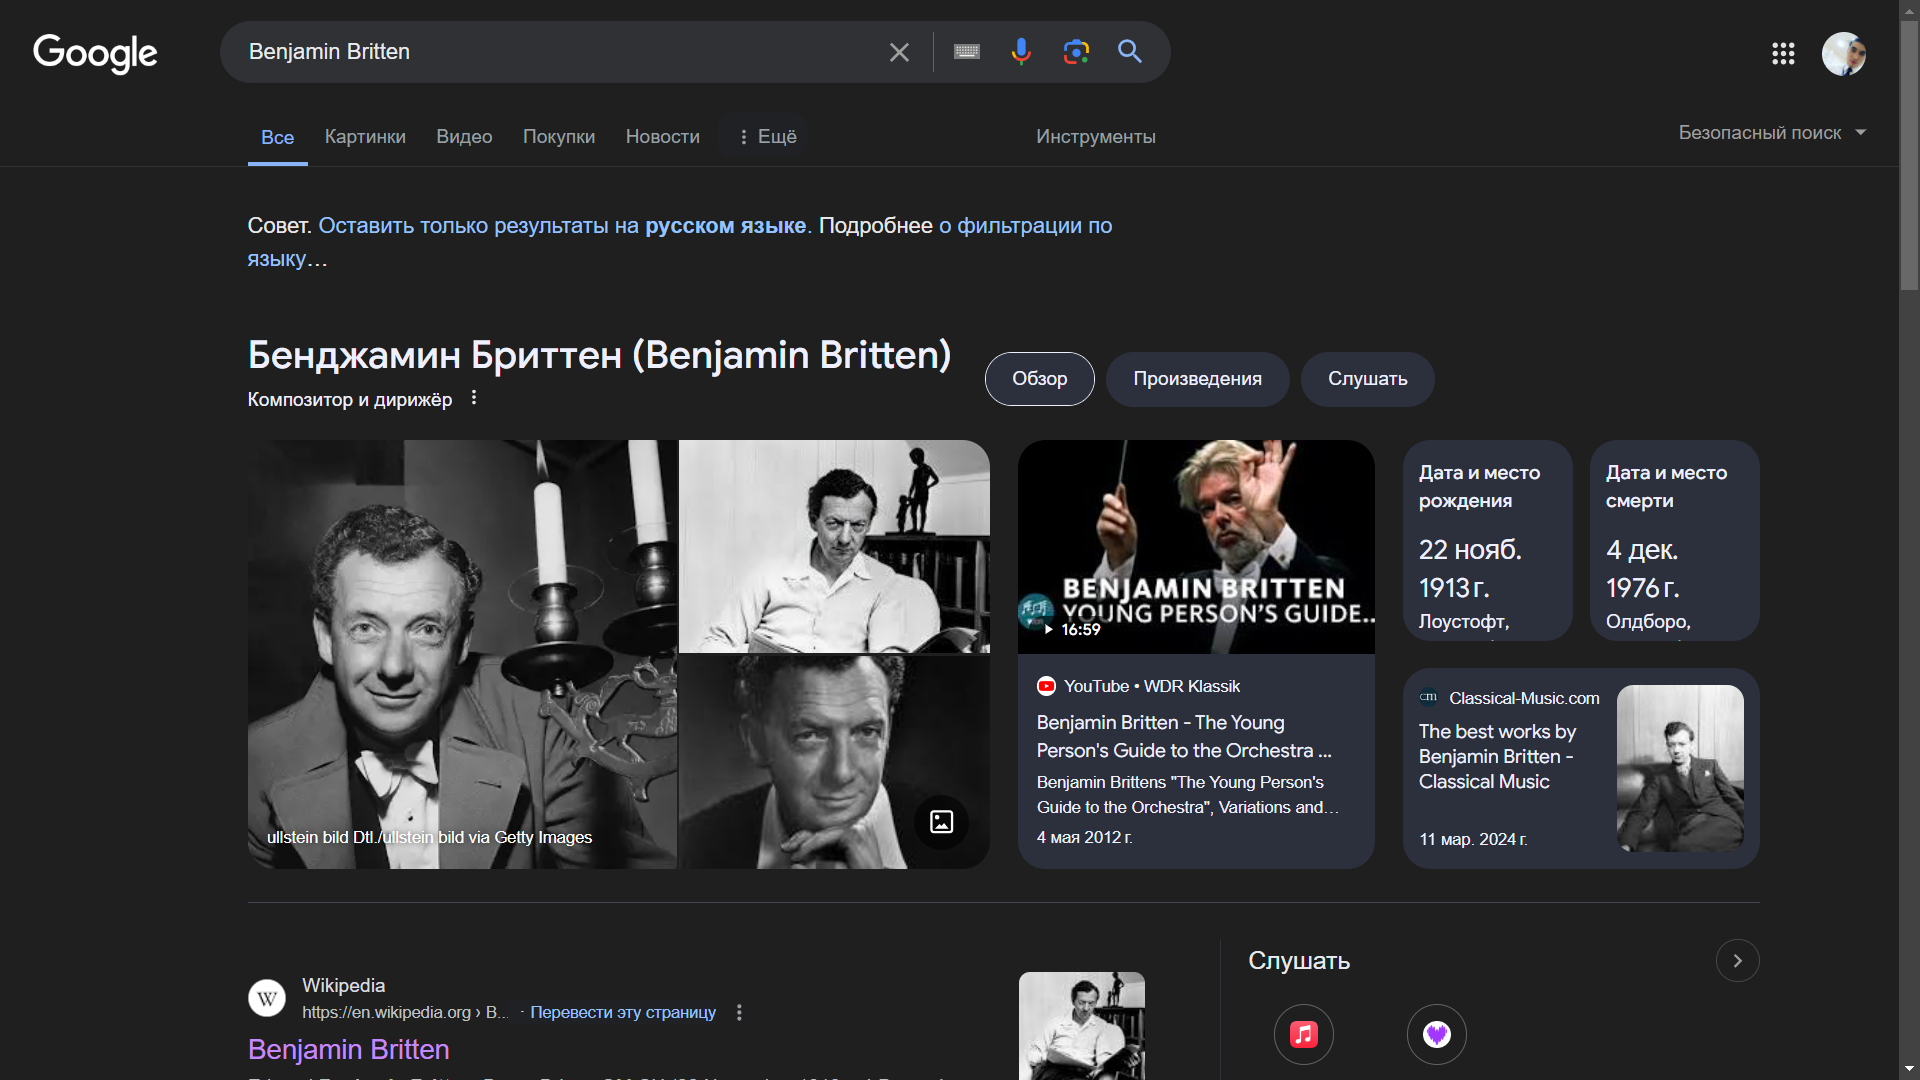 Google
Benjamin Britten
Все
Картинки
Видео
Покупки
Новости
Ещё
Инструменты
Безопасный поиск
Совет. Оставить только результаты на русском языке. Подробнее о фильтрации по
языку…
Бенджамин Бриттен (Benjamin Britten)
Композитор и дирижёр
Обзор
Произведения
Слушать
ullstein bild Dtl./ullstein bild via Getty Images
BENJAMIN BRITTEN
YOUNG PERSON'S GUIDE..
16:59
YouTube • WDR Klassik
Benjamin Britten - The Young
Person's Guide to the Orchestra ...
Benjamin Brittens "The Young Person's
Guide to the Orchestra", Variations and…
4 мая 2012 г.
Дата и место
рождения
22 нояб.
1913 г.
Лоустофт,
Дата и место
смерти
4 дек.
1976 г.
Олдборо,
cm
Classical-Music.com
The best works by
Benjamin Britten -
Classical Music
11 мар. 2024 г.
W
Wikipedia
https://en.wikipedia.org › B... · Перевести эту страницу
Benjamin Britten
Слушать